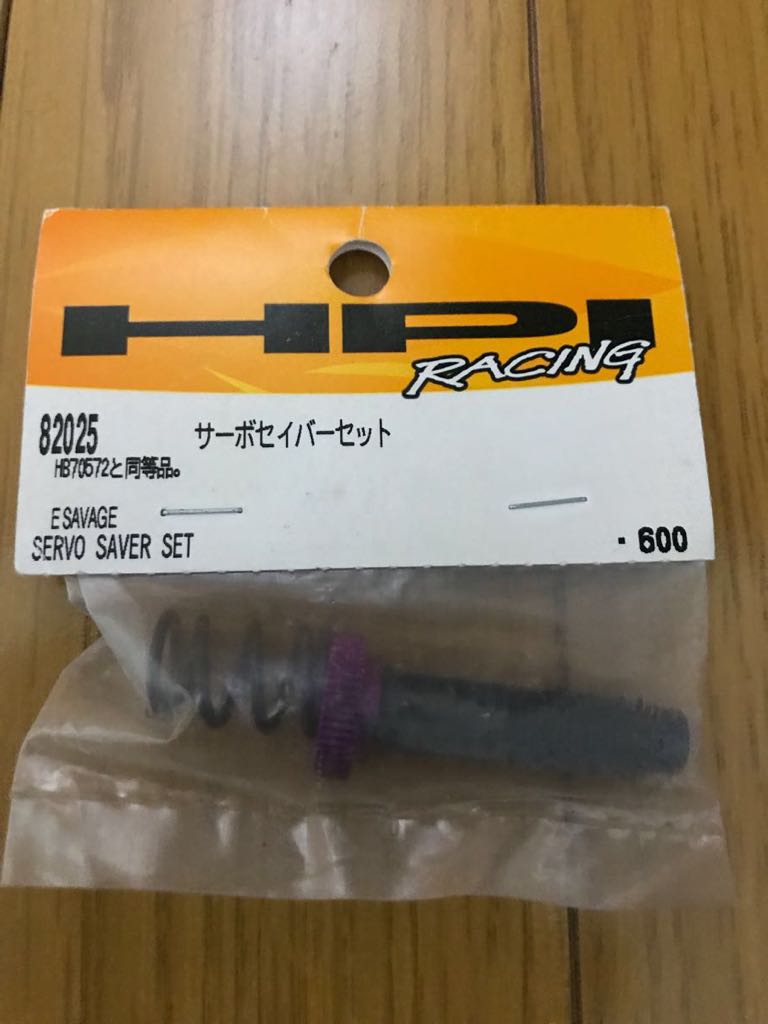 HPI
RACING
82025 サーボセイバーセット
HB70572と同等品。
E SAVAGE
SERVO SAVER SET ・600